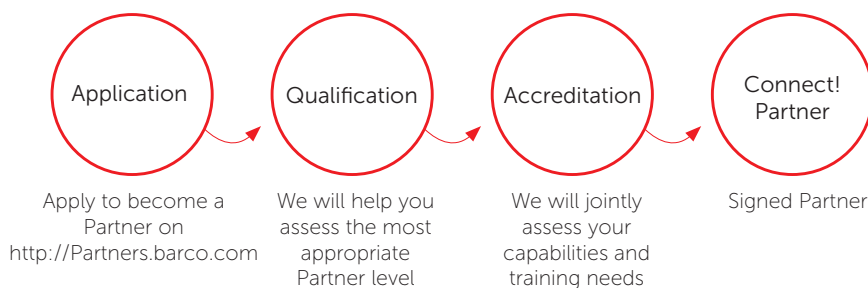 Application
Apply to become a
Partner on
http://Partners.barco.com
Qualification
We will help you
assess the most
appropriate
Partner level
Accreditation
We will jointly
assess your
capabilities and
training needs
Connect!
Partner
Signed Partner